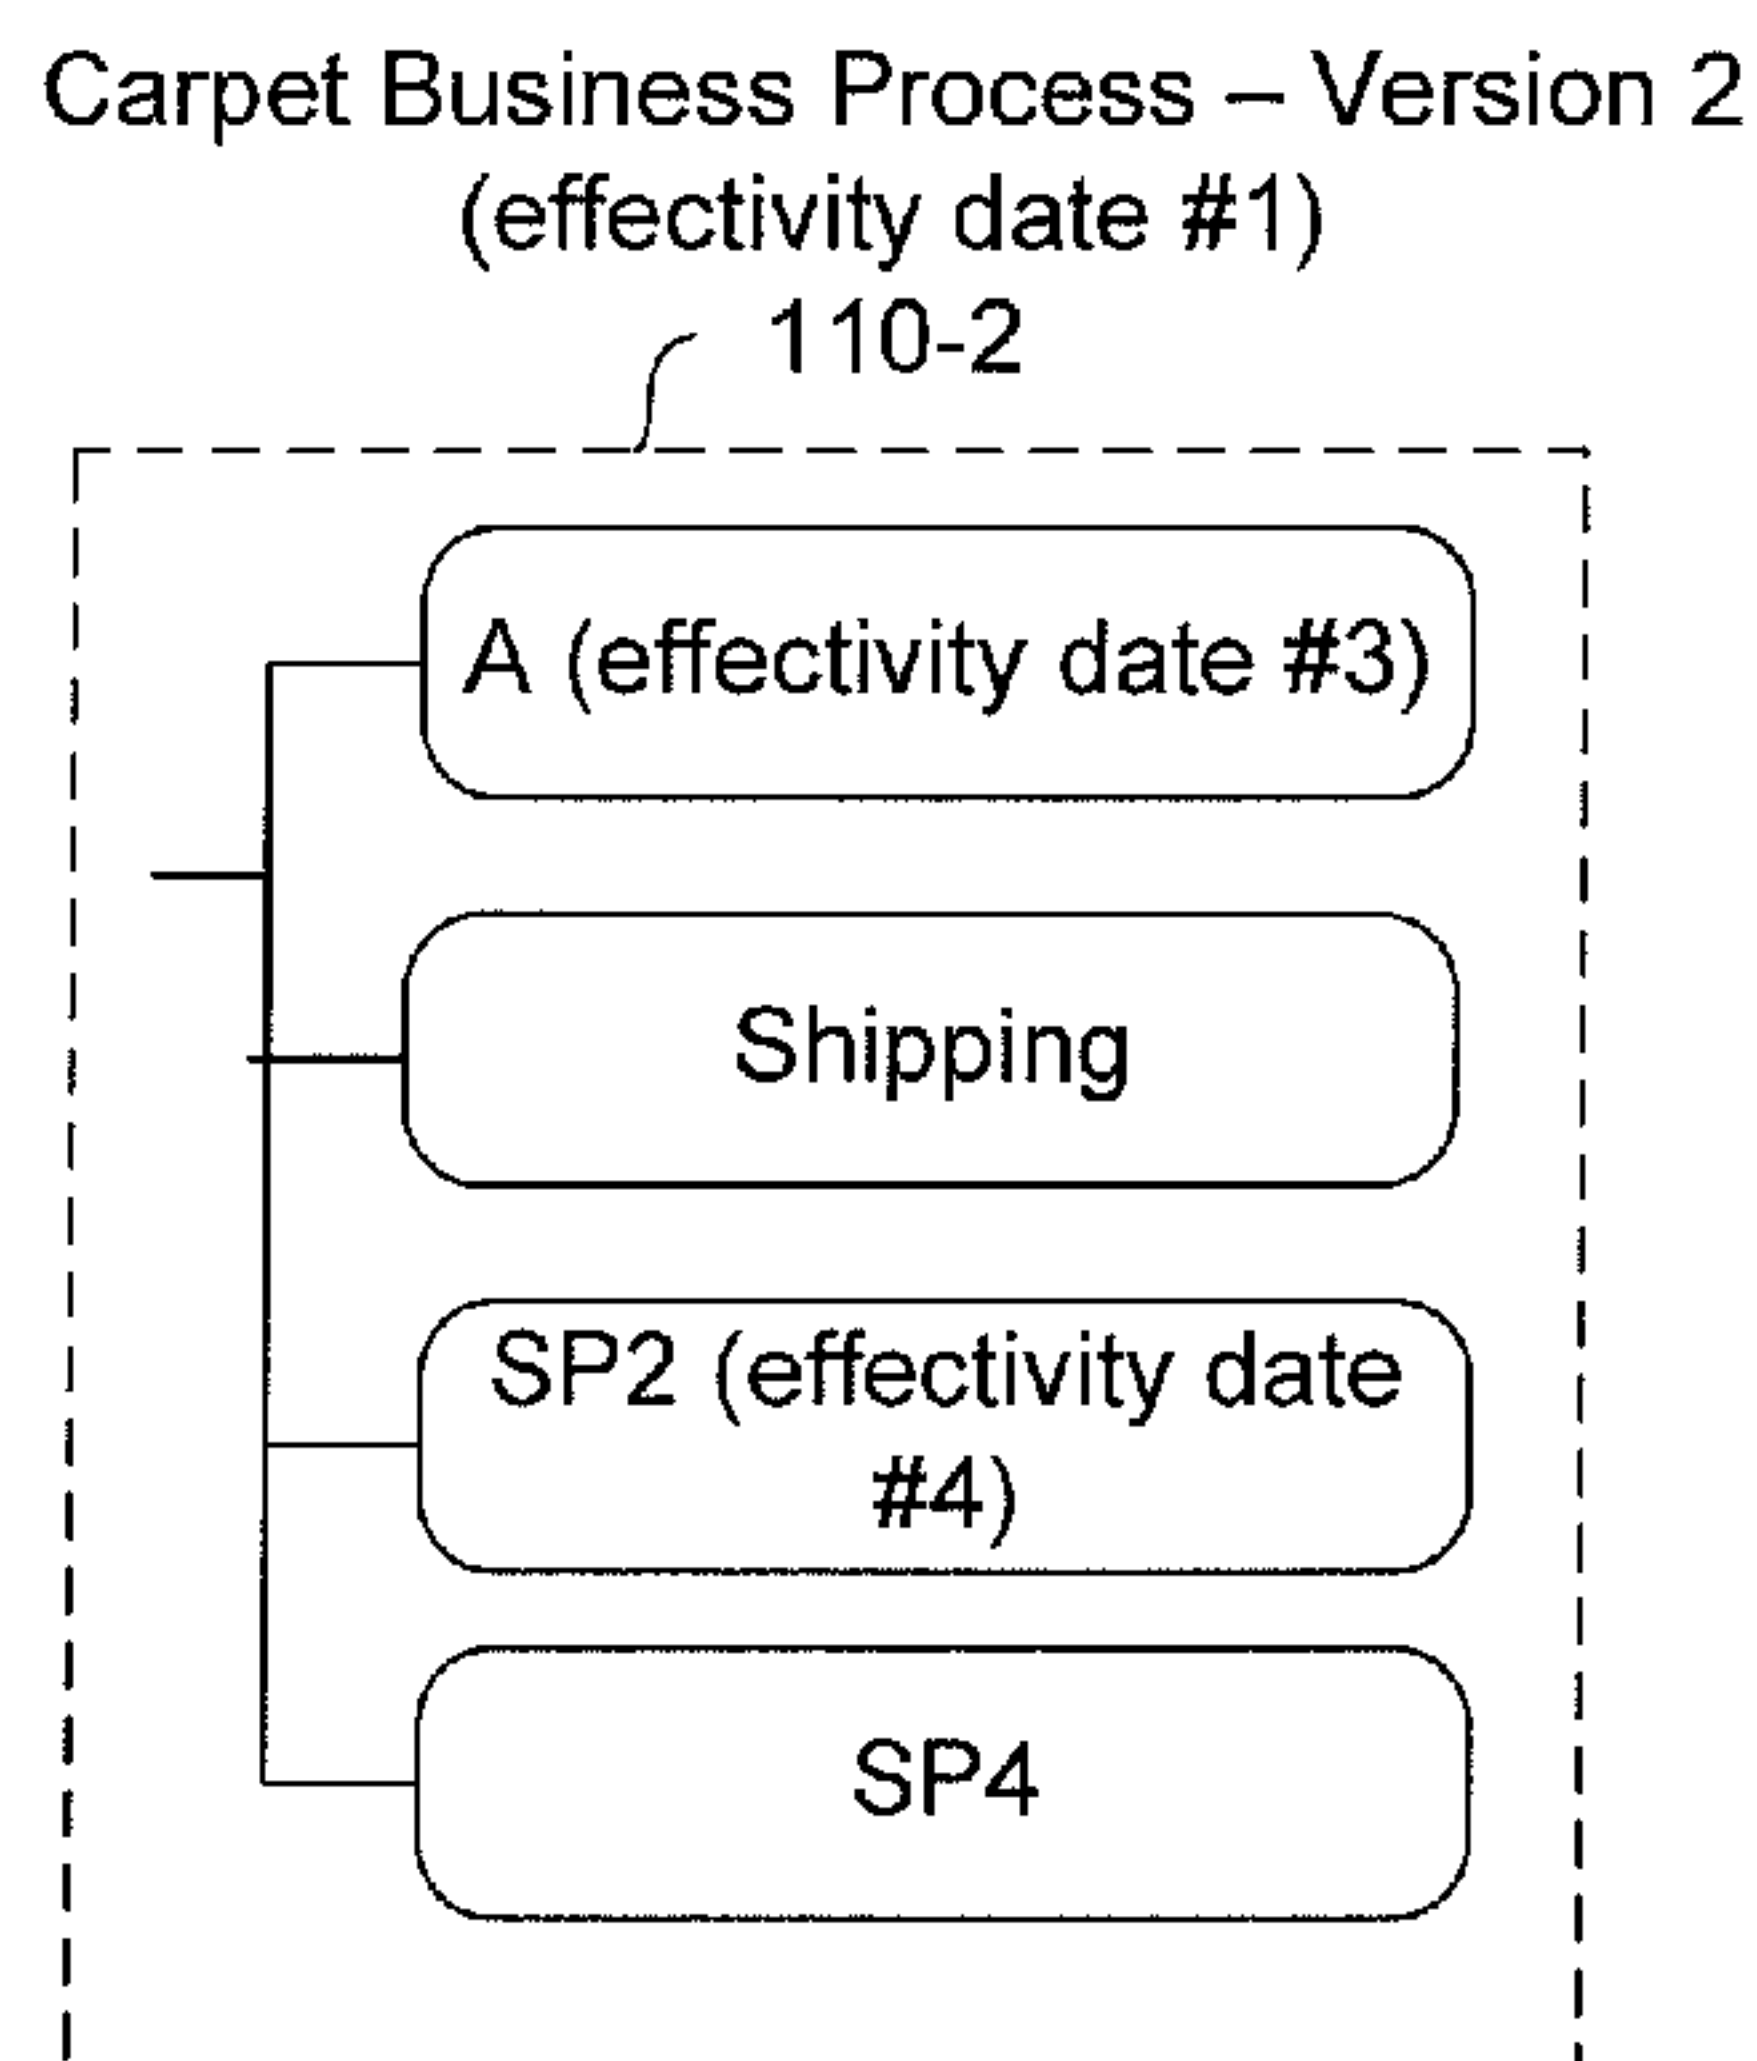 Carpet Business Process – Version 2
(effectivity date #1)
110-2
A (effectivity date #3)
Shipping
SP2 (effectivity date
#4)
SP4